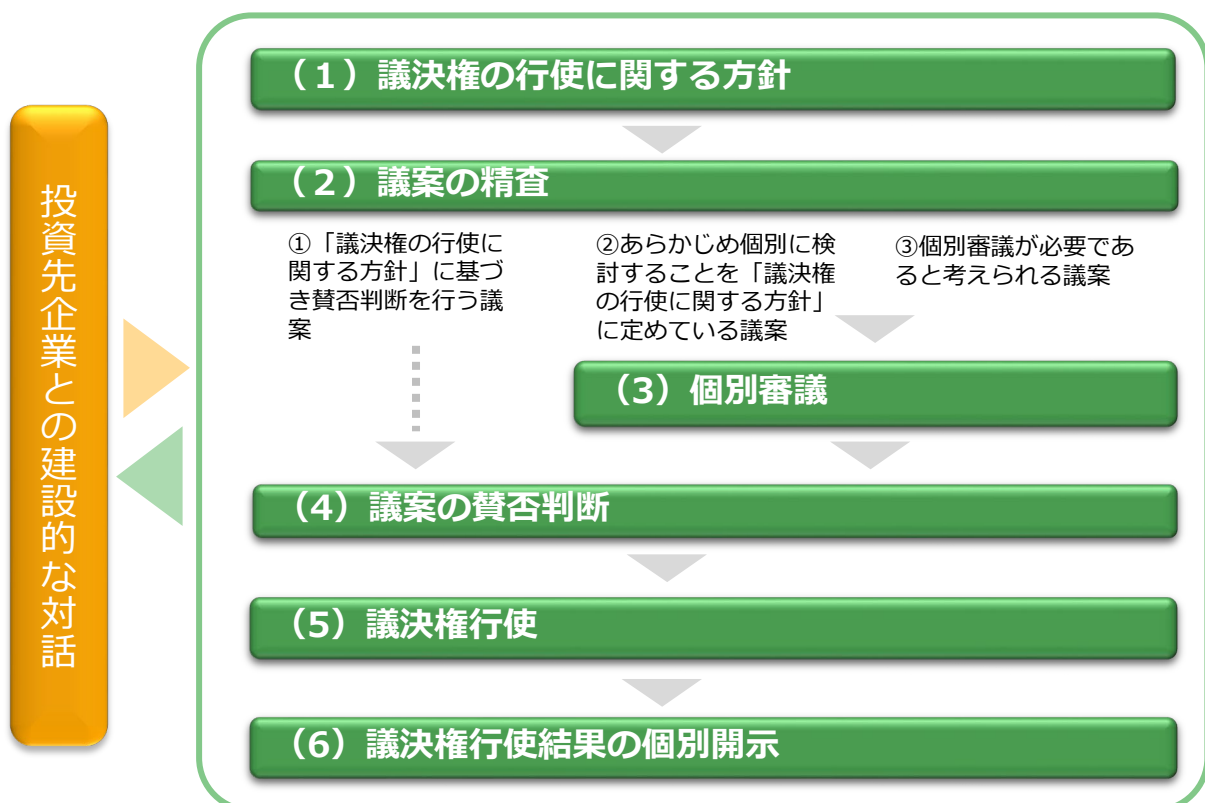 投資先企業との建設的な対話
（1）議決権の行使に関する方針
（２）議案の精査
①「議決権の行使に
関する方針」に基づ
き賛否判断を行う議
案
②あらかじめ個別に検
討することを「議決権
の行使に関する方針」
に定めている議案
③個別審議が必要であ
ると考えられる議案
（3）個別審議
（4）議案の賛否判断
（5）議決権行使
（6）議決権行使結果の個別開示